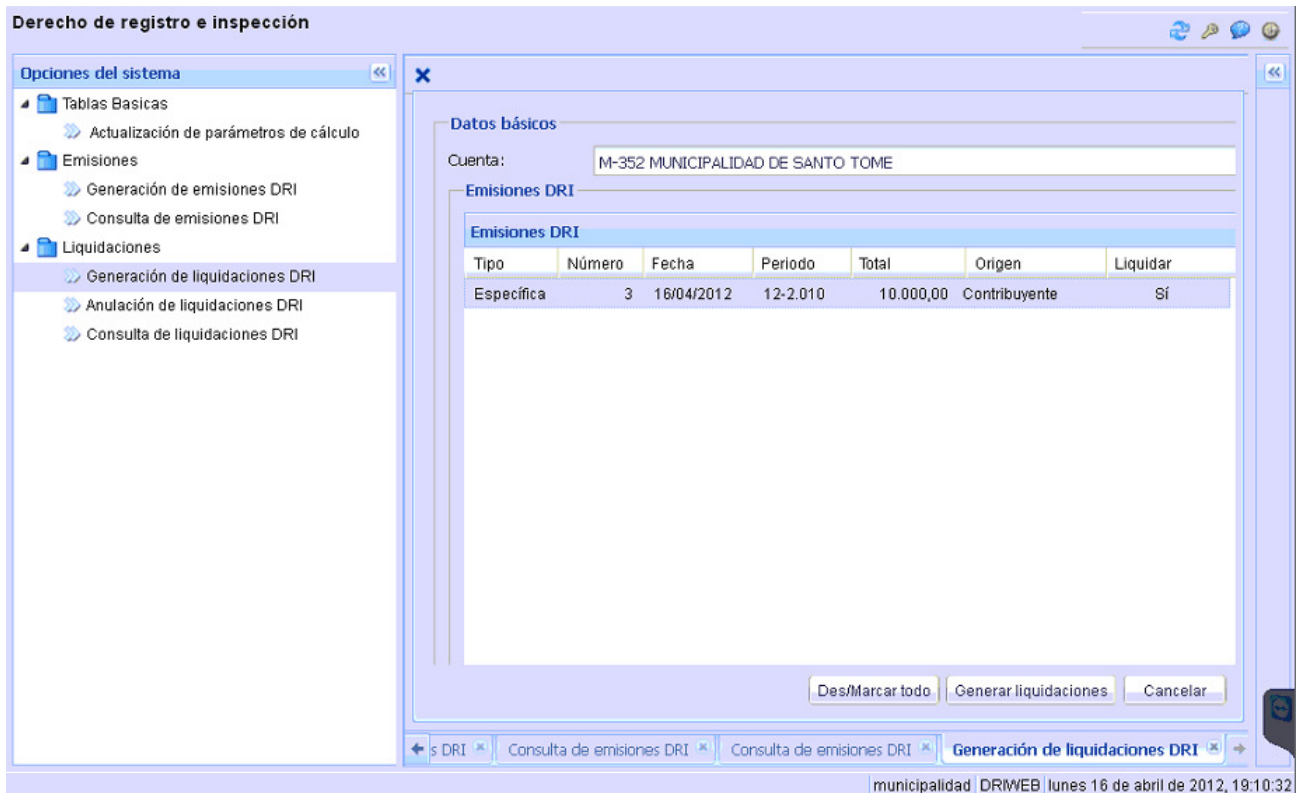 Derecho de registro e inspección
Opciones del sistema
Tablas Basicas
Actualización de parámetros de cálculo
Emisiones
Generación de emisiones DRI
Consulta de emisiones DRI
Liquidaciones
Generación de liquidaciones DRI
Anulación de liquidaciones DRI
Consulta de liquidaciones DRI
Datos básicos
Cuenta: M-352 MUNICIPALIDAD DE SANTO TOME
Emisiones DRI
Emisiones DRI
Tipo Número Fecha Periodo Total Origen Liquidar
Específica 3 16/04/2012 12-2.010 10.000,00 Contribuyente Sí
Des/Marcar todo Generar liquidaciones Cancelar
s DRI Consulta de emisiones DRI Consulta de emisiones DRI Generación de liquidaciones DRI
municipalidad DRIWEB lunes 16 de abril de 2012, 19:10:32